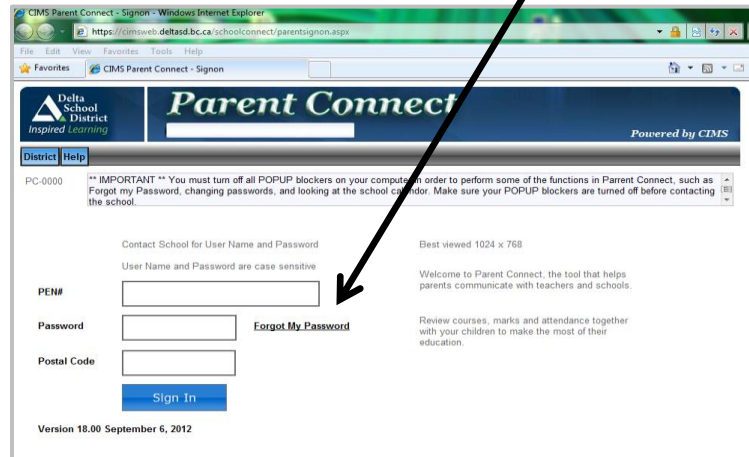 CIMS Parent Connect - Signon - Windows Internet Explorer
https://cimsweb.deltasd.bc.ca/schoolconnect/parentsignon.aspx
File Edit View Favorites Tools Help
Favorites CIMS Parent Connect - Signon
Delta
School
District
Inspired Learning
Parent Connect
Powered by CIMS
District Help
PC-0000
** IMPORTANT ** You must turn off all POPUP blockers on your computer in order to perform some of the functions in Parrent Connect, such as
Forgot my Password, changing passwords, and looking at the school calendor. Make sure your POPUP blockers are turned off before contacting
the school.
Contact School for User Name and Password
Best viewed 1024 x 768
User Name and Password are case sensitive
Welcome to Parent Connect, the tool that helps
parents communicate with teachers and schools.
PEN#
Password
Forgot My Password
Review courses, marks and attendance together
with your children to make the most of their
education.
Postal Code
Sign In
Version 18.00 September 6, 2012